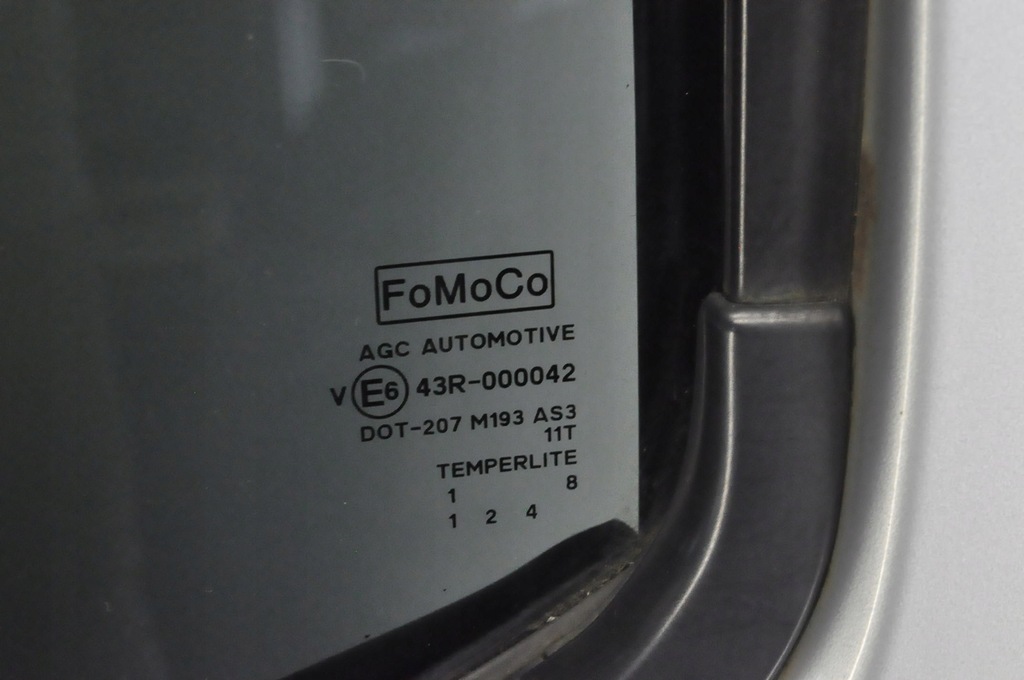 FoMoCo
AGC AUTOMOTIVE
V E6 43R-000042
DOT-207 M193 AS3
11T
TEMPERLITE
1 8
1 2 4